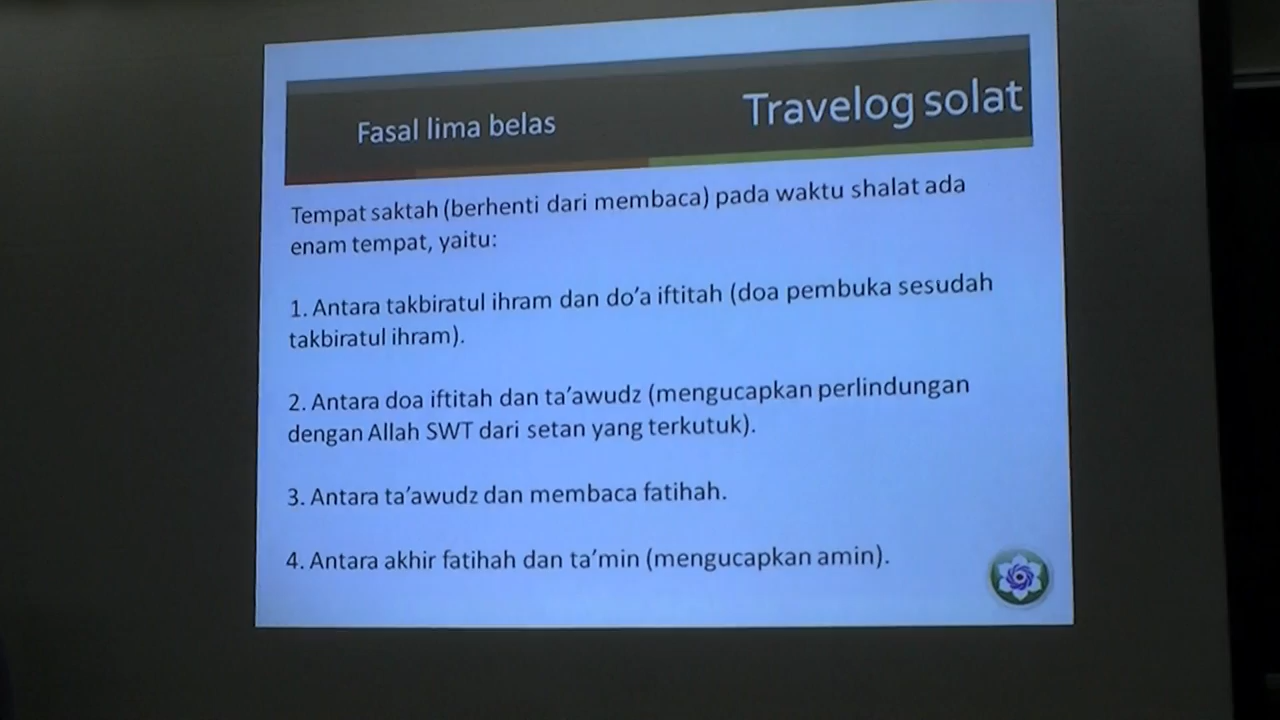 Fasal lima belas
Travelog solat
Tempat saktah (berhenti dari membaca) pada waktu shalat ada
enam tempat, yaitu:
1. Antara takbiratul ihram dan do’a iftitah (doa pembuka sesudah
takbiratul ihram).
2. Antara doa iftitah dan ta’awudz (mengucapkan perlindungan
dengan Allah SWT dari setan yang terkutuk).
3. Antara ta’awudz dan membaca fatihah.
4. Antara akhir fatihah dan ta’min (mengucapkan amin).